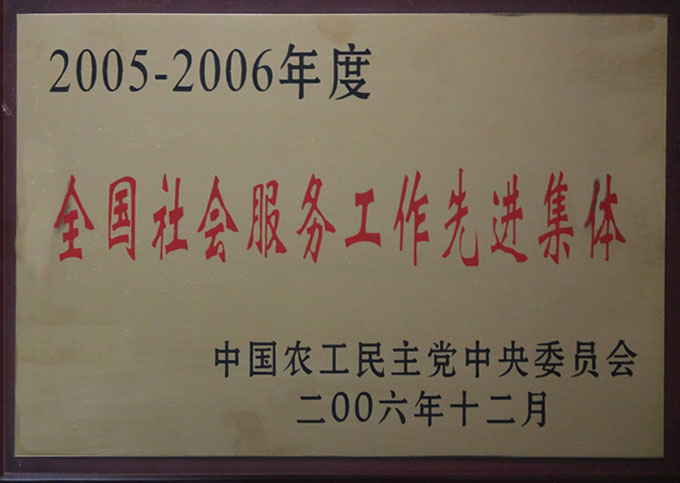 2005-2006年度
全国社会服务工作先进集体
中国农工民主党中央委员会
二00六年十二月